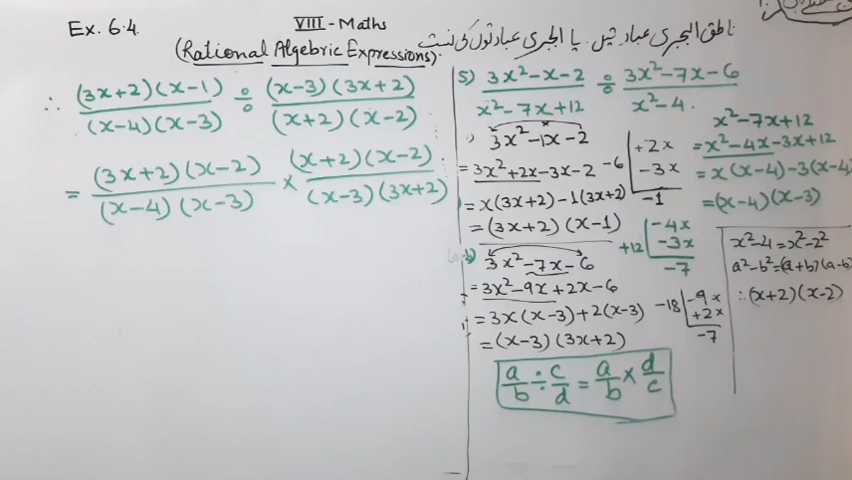 Ex. 6.4.
VIII - Maths
(Rational Algebric Expressions).
ناطق الجبری عبارتیں یا الجبری عبارتوں کی نسبت
∴ (3x+2)(x-1)/(x-4)(x-3) ÷ (x-3)(3x+2)/(x+2)(x-2)
= (3x+2)(x-2)/(x-4)(x-3) × (x+2)(x-2)/(x-3)(3x+2)
5) 3x²-x-2/x²-7x+12 ÷ 3x²-7x-6/x²-4.
3x²-1x-2
= 3x²+2x-3x-2
= x(3x+2)-1(3x+2)
= (3x+2)(x-1)
-6 +2x
-3x
-1
3x²-7x-6
= 3x²-9x+2x-6
= 3x(x-3)+2(x-3)
= (x-3)(3x+2)
-18 -9x
+2x
-7
a/b ÷ c/d = a/b × d/c
x²-7x+12
= x²-4x-3x+12
= x(x-4)-3(x-4)
= (x-4)(x-3)
+12 -4x
-3x
-7
x²-4=x²-2²
a²-b²=(a+b)(a-b)
∴(x+2)(x-2)